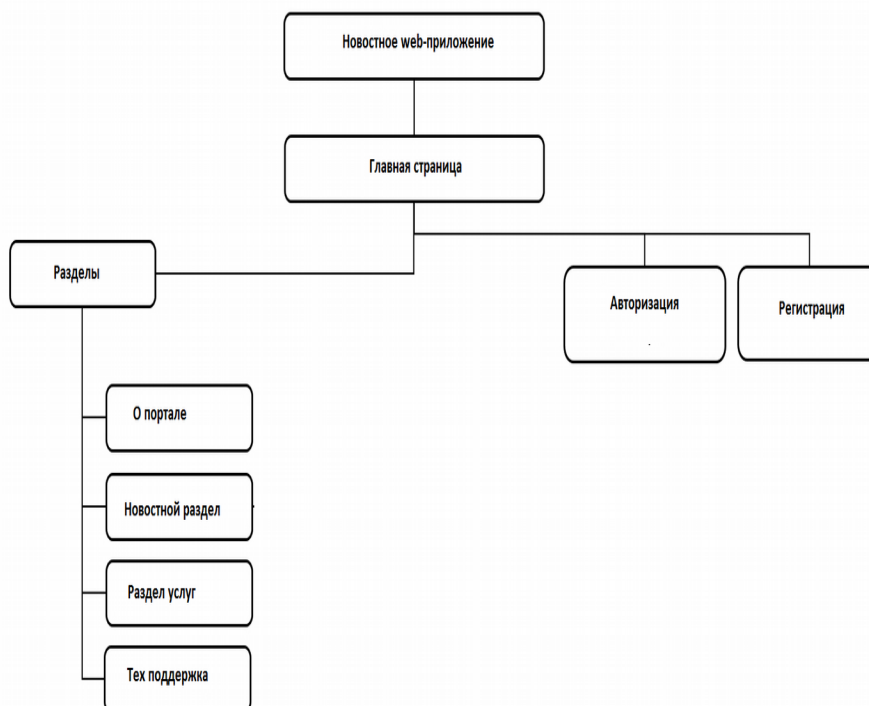 Новостное web-приложение
Главная страница
Разделы
Авторизация
Регистрация
О портале
Новостной раздел
Раздел услуг
Тех поддержка